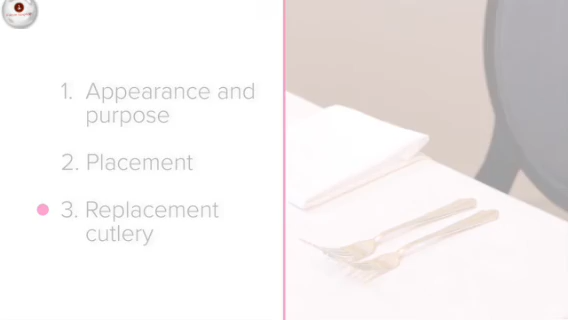 1. Appearance and
purpose
2. Placement
3. Replacement
cutlery